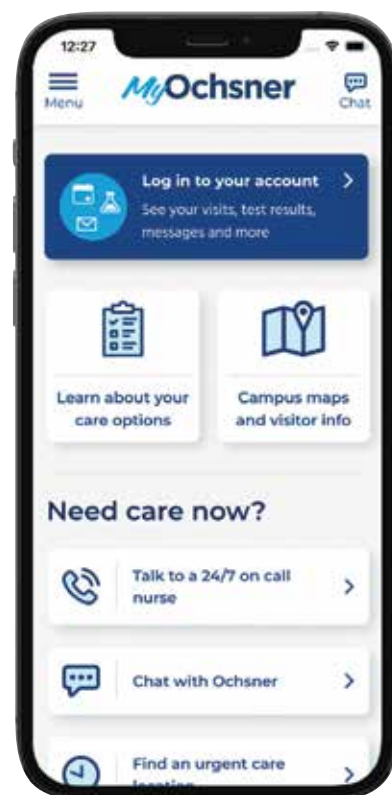 12:27
Menu
MyOchsner
Chat
Log in to your account
See your visits, test results,
messages and more
Learn about your
care options
Campus maps
and visitor info
Need care now?
Talk to a 24/7 on call
nurse
Chat with Ochsner
Find an urgent care
location